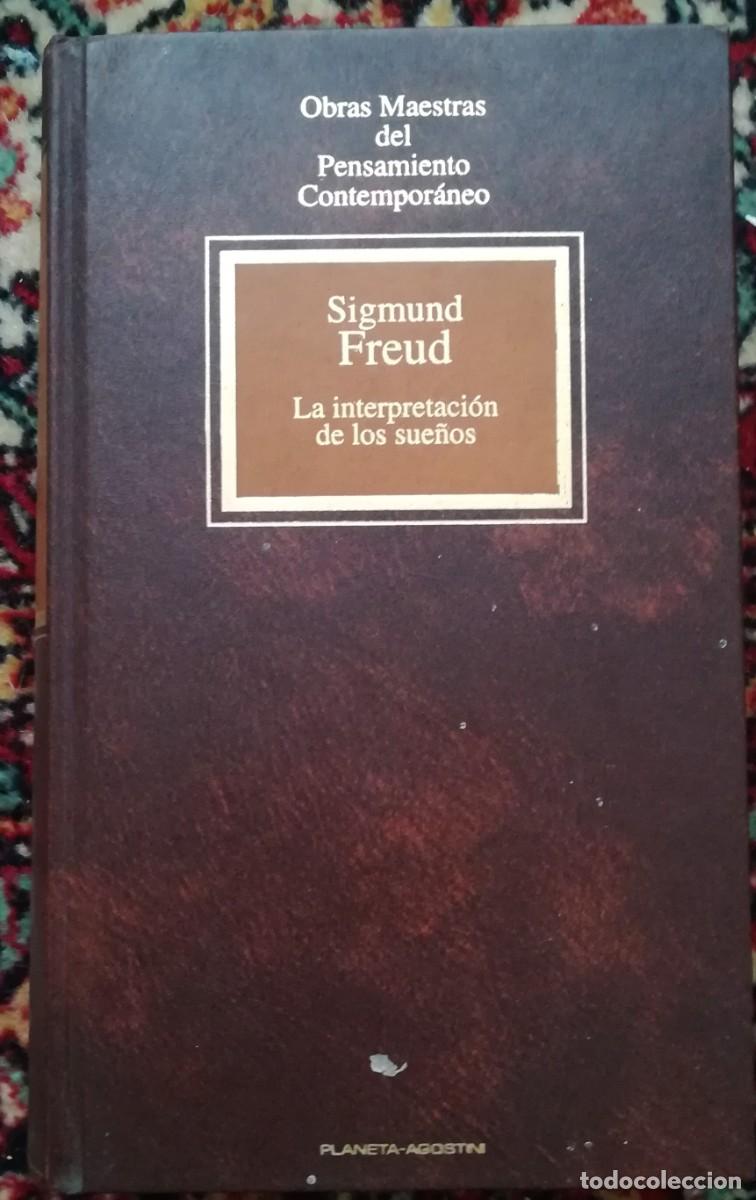 Obras Maestras
del
Pensamiento
Contemporáneo
Sigmund
Freud
La interpretación
de los sueños
PLANETA-AGOSTINI
todocoleccion